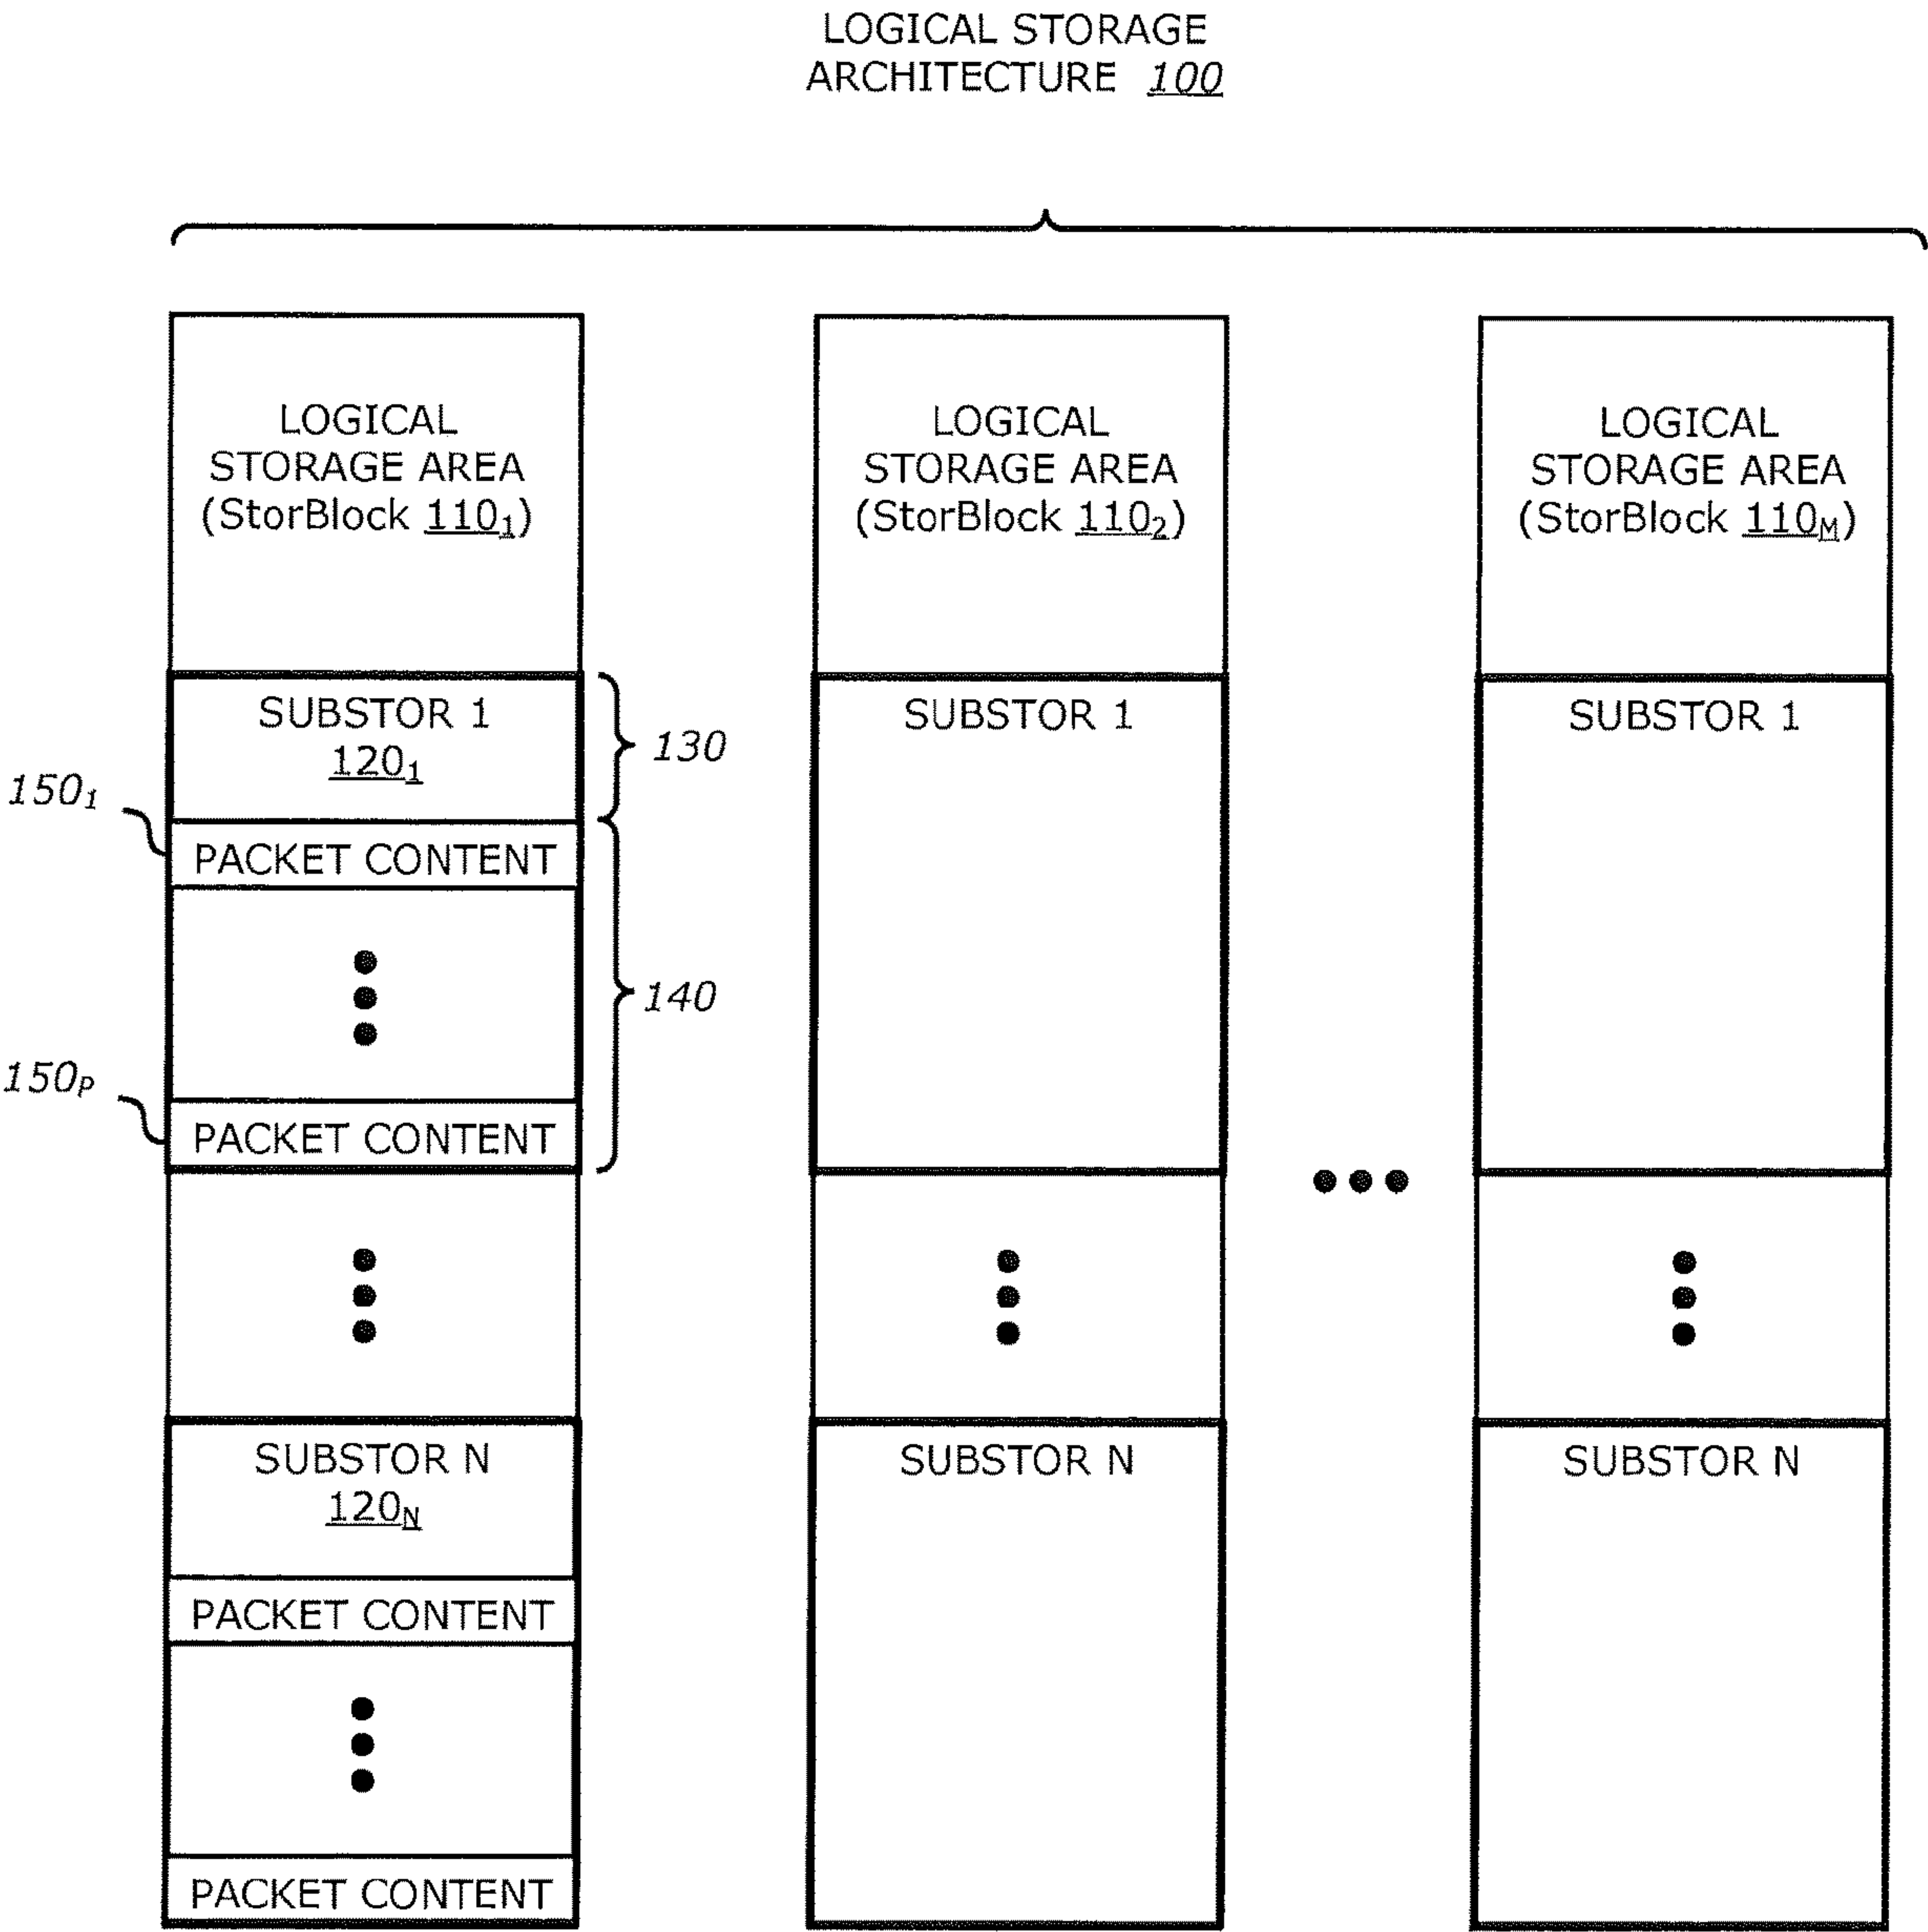 LOGICAL STORAGE
ARCHITECTURE 100
LOGICAL
STORAGE AREA
(StorBlock 110₁)
SUBSTOR 1
120₁
130
150₁
PACKET CONTENT
140
150ₚ
PACKET CONTENT
SUBSTOR N
120_N
PACKET CONTENT
PACKET CONTENT
LOGICAL
STORAGE AREA
(StorBlock 110₂)
SUBSTOR 1
SUBSTOR N
LOGICAL
STORAGE AREA
(StorBlock 110_M)
SUBSTOR 1
SUBSTOR N